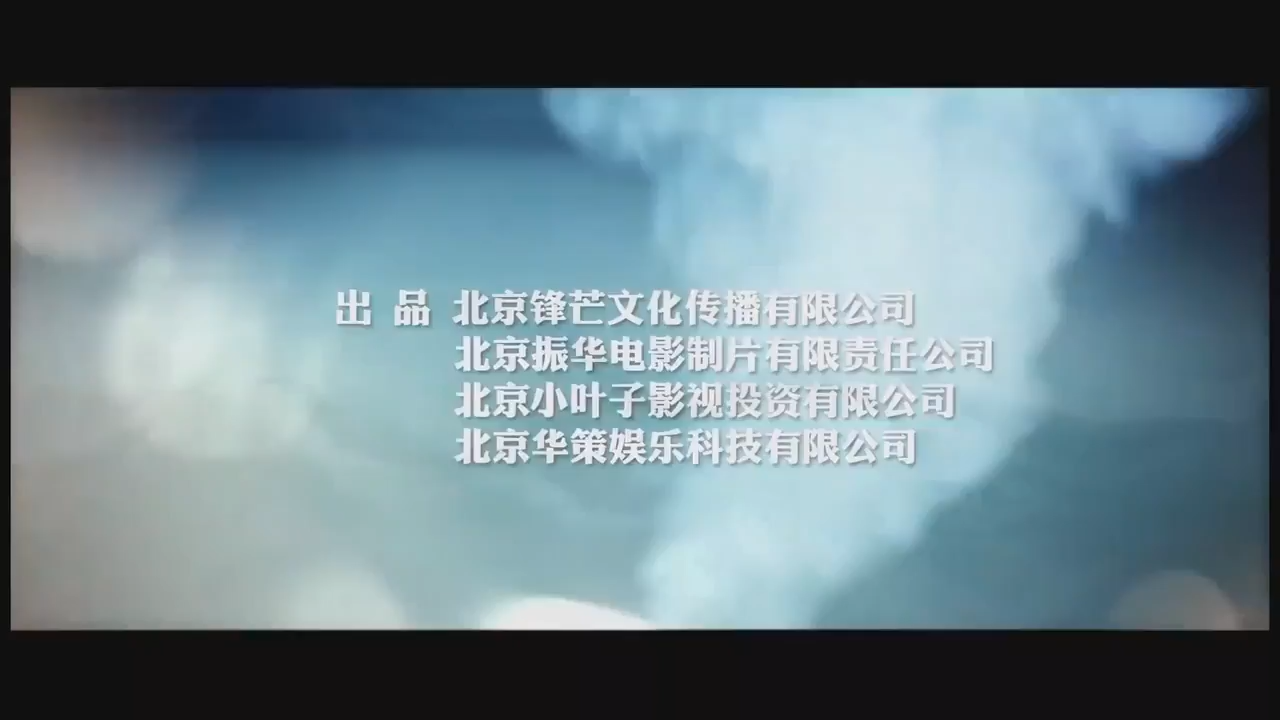 出 品 北京锋芒文化传播有限公司
北京振华电影制片有限责任公司
北京小叶子影视投资有限公司
北京华策娱乐科技有限公司